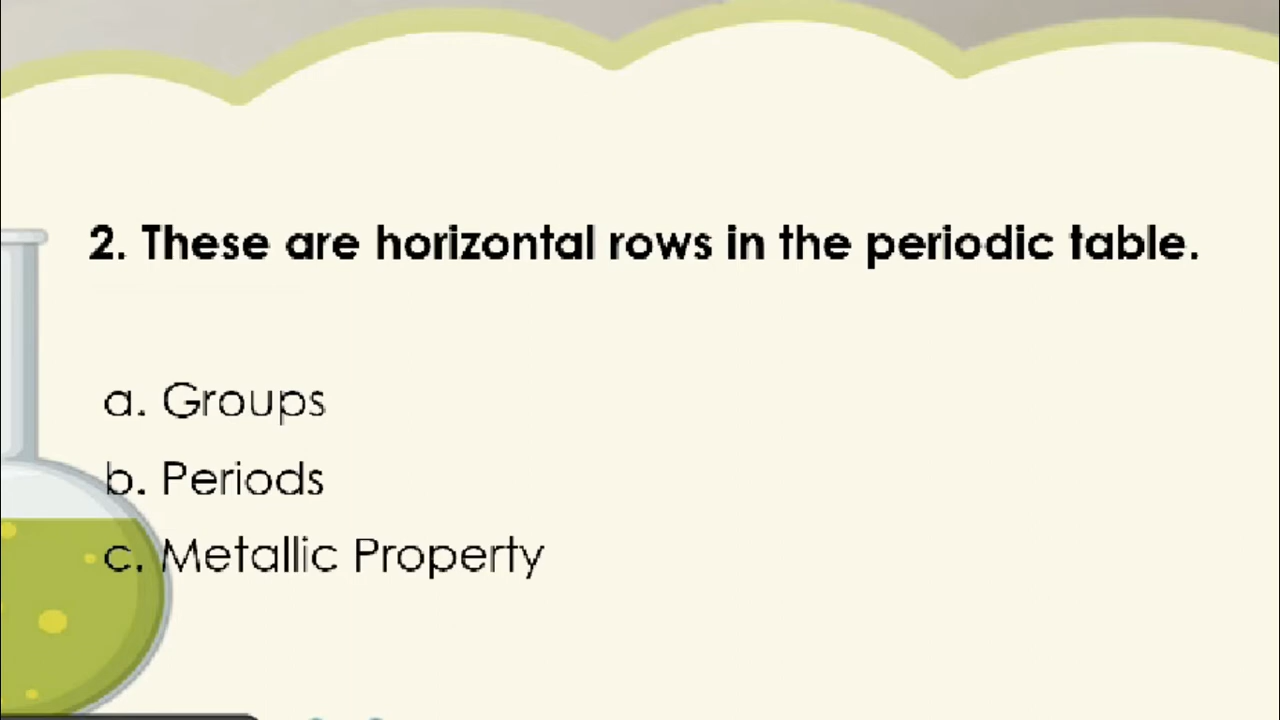 2. These are horizontal rows in the periodic table.
a. Groups
b. Periods
c. Metallic Property